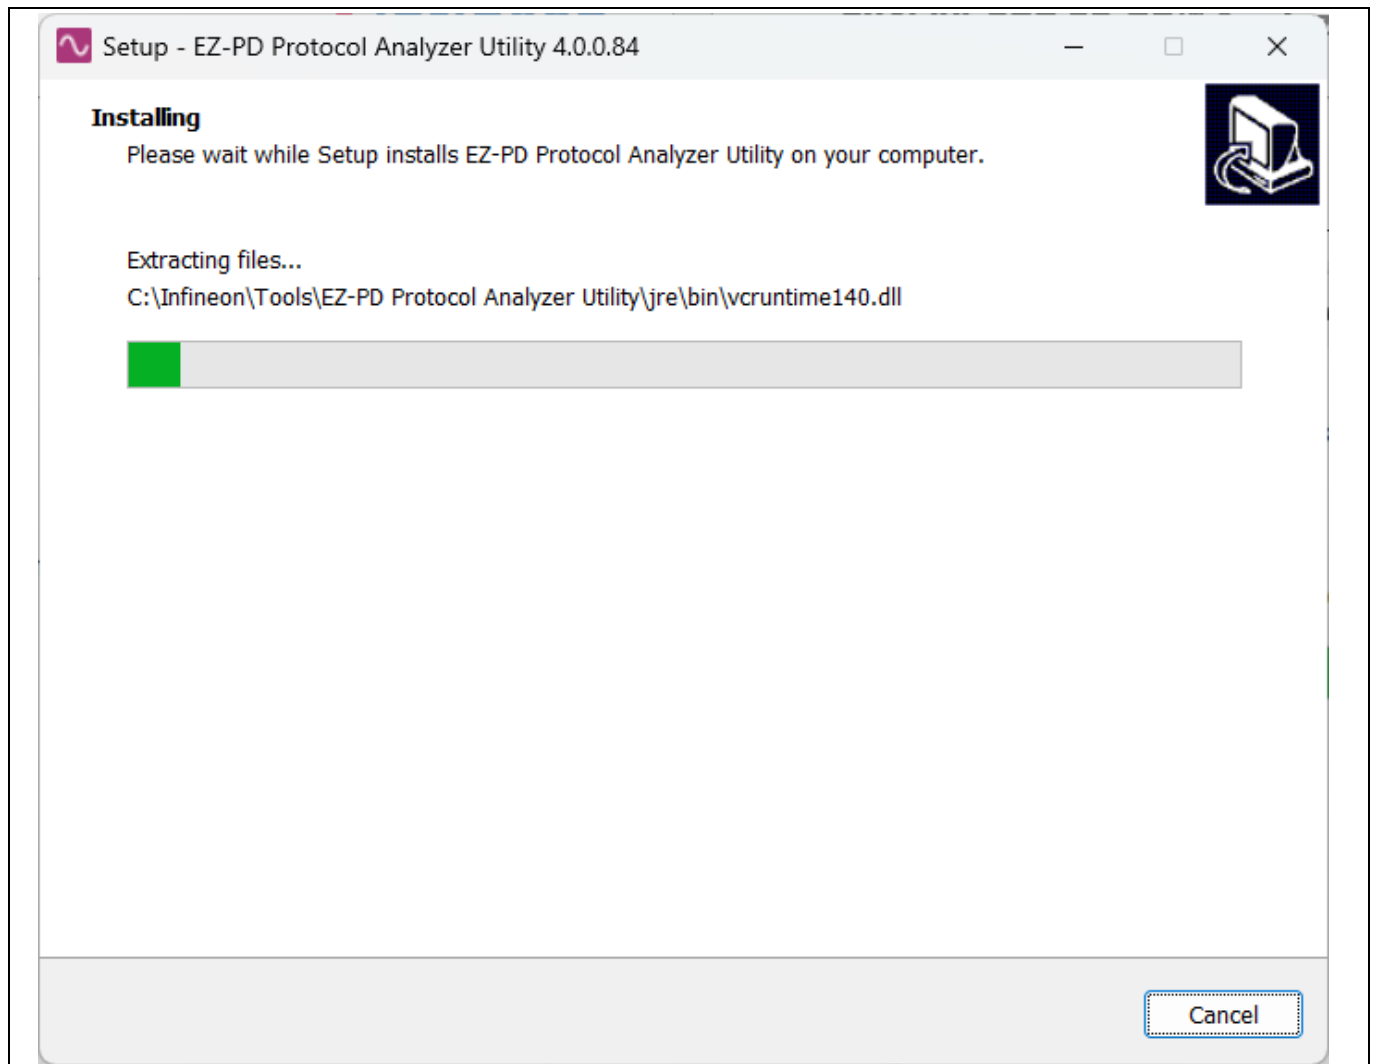 Setup - EZ-PD Protocol Analyzer Utility 4.0.0.84
Installing
Please wait while Setup installs EZ-PD Protocol Analyzer Utility on your computer.
Extracting files...
C:\Infineon\Tools\EZ-PD Protocol Analyzer Utility\jre\bin\vcruntime140.dll
Cancel